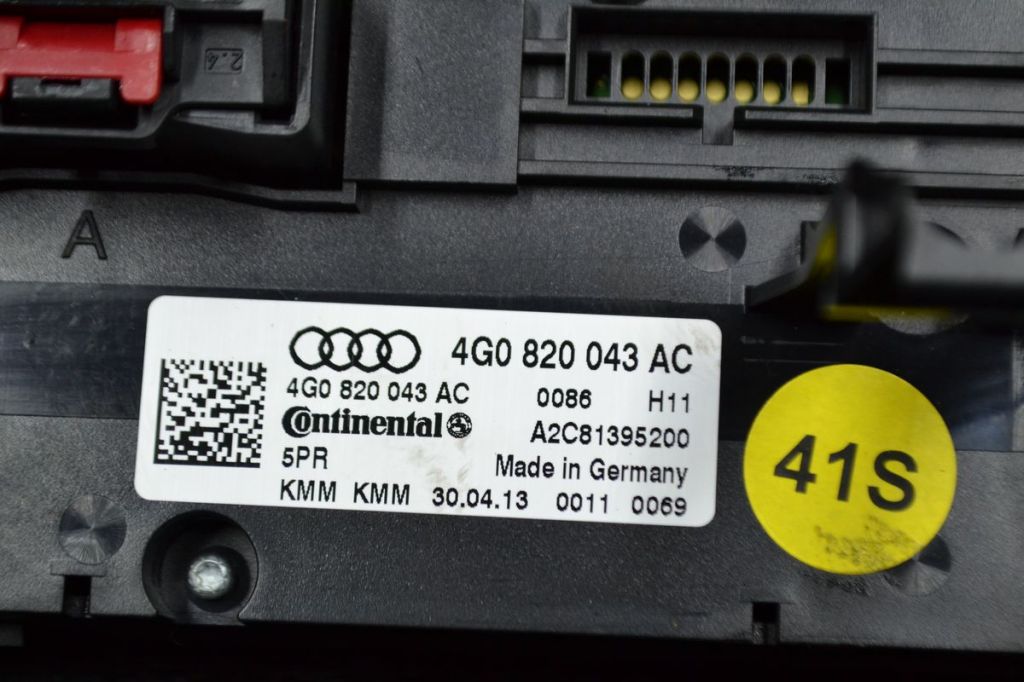 2.4
A
4G0 820 043 AC
4G0 820 043 AC 0086 H11
Continental A2C81395200
5PR Made in Germany
KMM KMM 30.04.13 0011 0069
41S